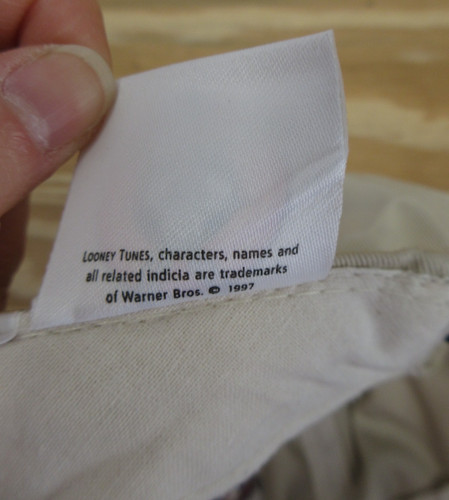 LOONEY TUNES, characters, names and
all related indicia are trademarks
of Warner Bros. © 1997